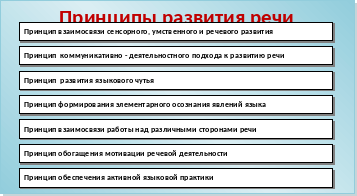 Принципы развития речи
Принцип взаимосвязи сенсорного, умственного и речевого развития
Принцип коммуникативно - деятельностного подхода к развитию речи
Принцип развития языкового чутья
Принцип формирования элементарного осознания явлений языка
Принцип взаимосвязи работы над различными сторонами речи
Принцип обогащения мотивации речевой деятельности
Принцип обеспечения активной языковой практики